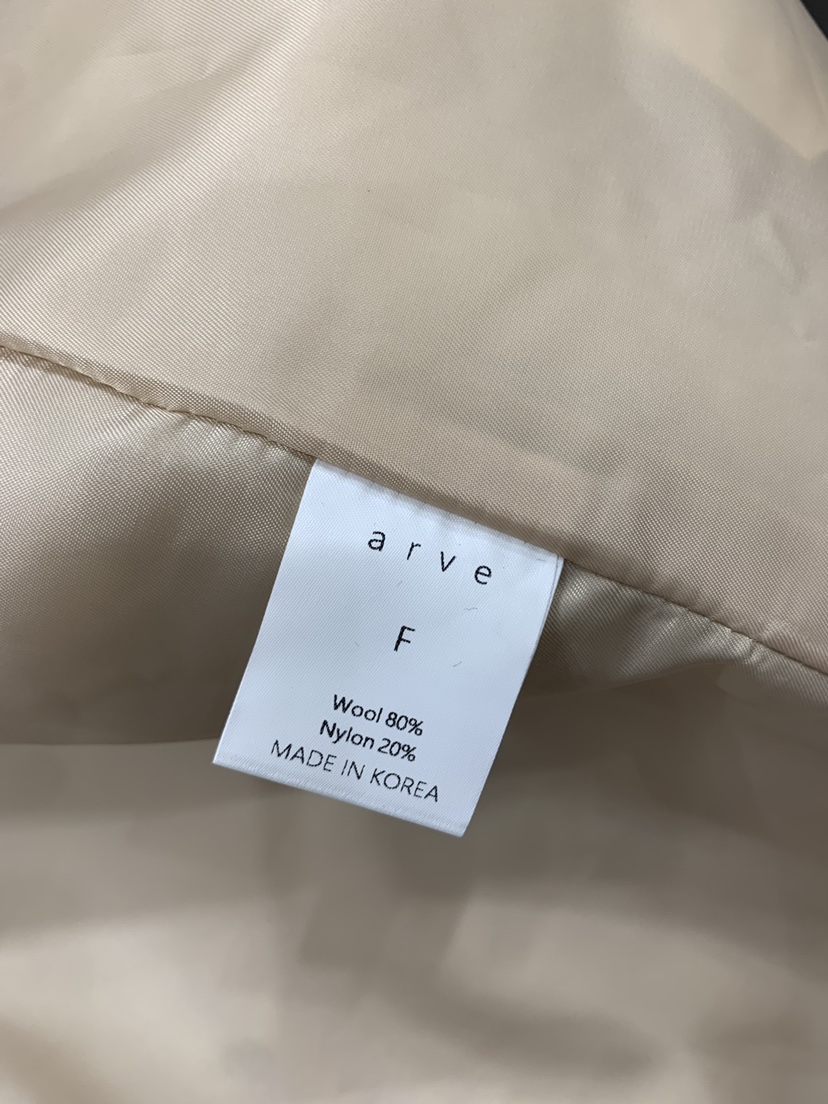 arve
F
Wool 80%
Nylon 20%
MADE IN KOREA